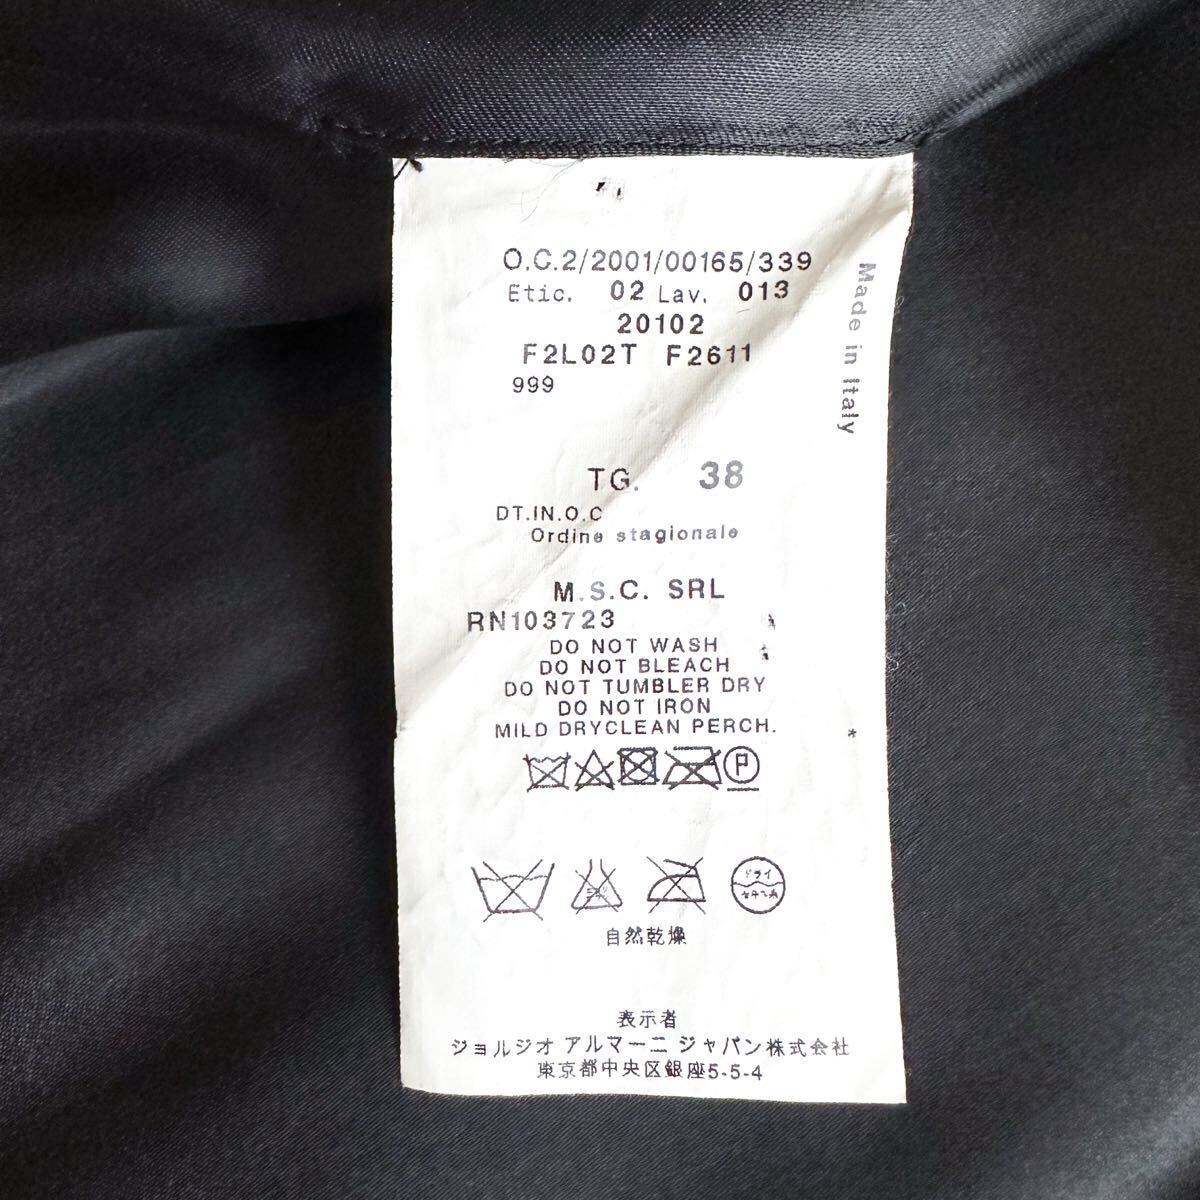 O.C.2/2001/00165/339
Etic. 02 Lav. 013
20102
F2L02T F2611
999
Made in Italy
TG. 38
DT.IN.O.C
Ordine stagionale
M.S.C. SRL
RN103723
DO NOT WASH
DO NOT BLEACH
DO NOT TUMBLER DRY
DO NOT IRON
MILD DRYCLEAN PERCH.
*
P
ドライ
自然乾燥
表示者
ジョルジオ アルマーニ ジャパン株式会社
東京都中央区銀座5-5-4